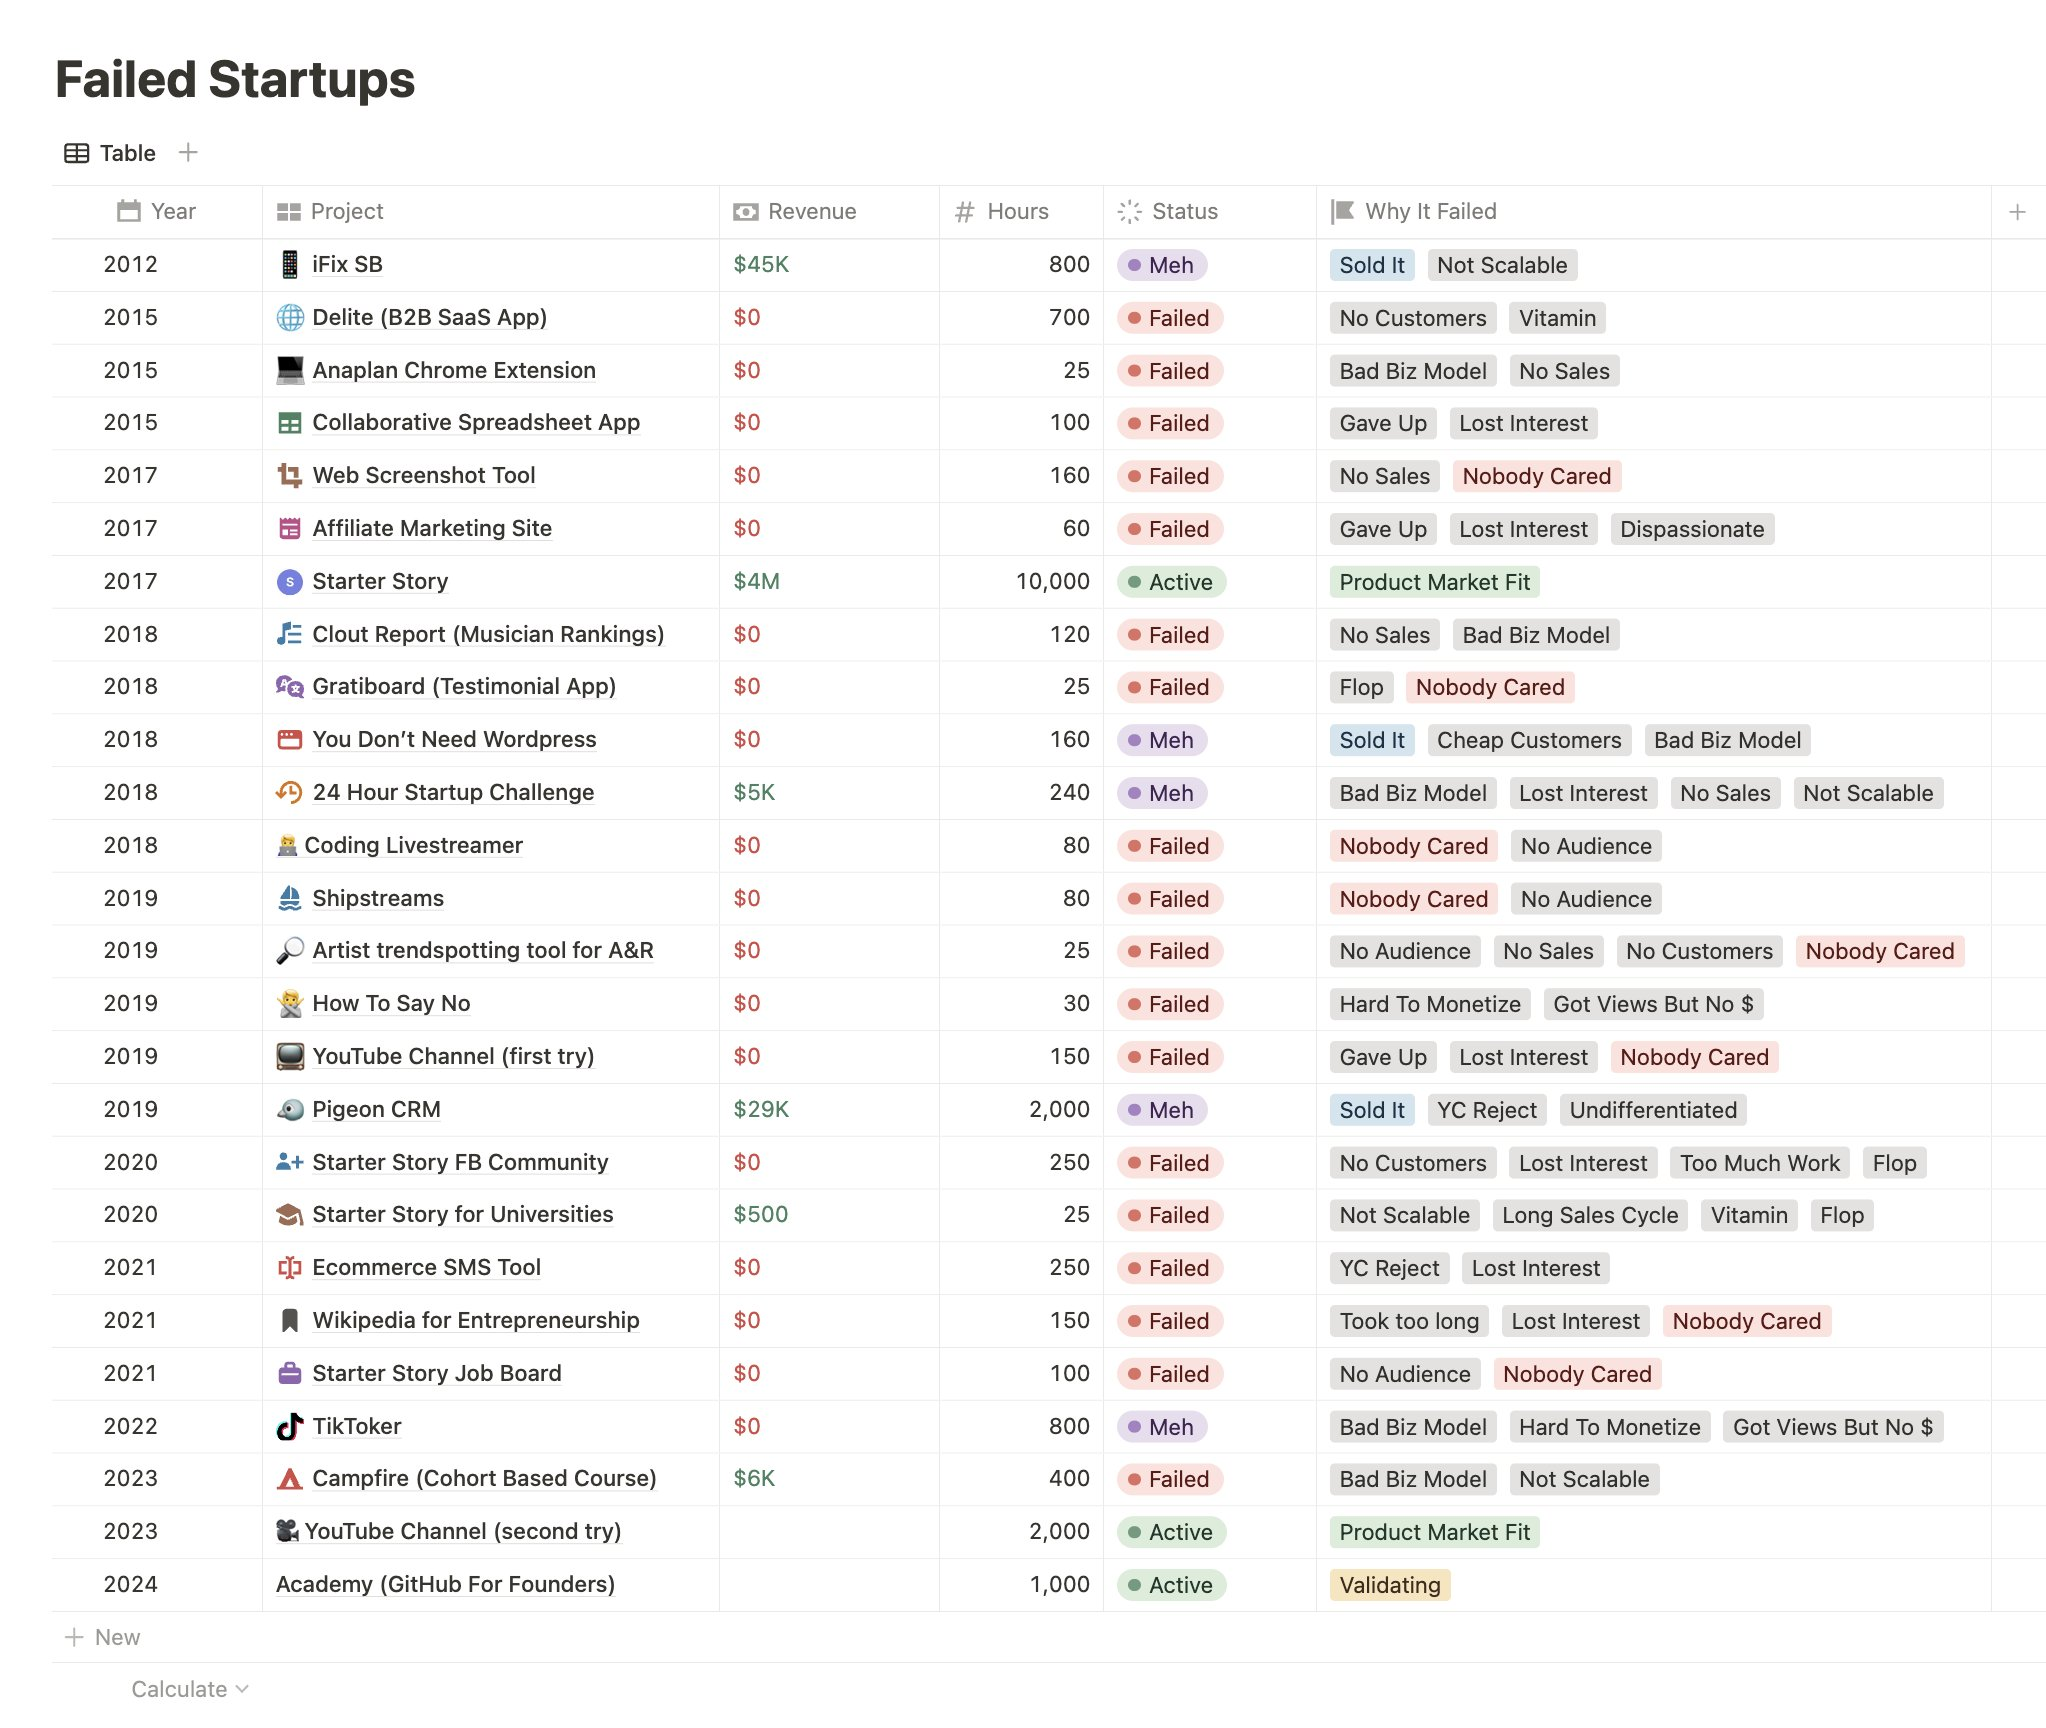 Failed Startups
Table
Year Project Revenue # Hours Status Why It Failed
2012 iFix SB $45K 800 Meh Sold It Not Scalable
2015 Delite (B2B SaaS App) $0 700 Failed No Customers Vitamin
2015 Anaplan Chrome Extension $0 25 Failed Bad Biz Model No Sales
2015 Collaborative Spreadsheet App $0 100 Failed Gave Up Lost Interest
2017 Web Screenshot Tool $0 160 Failed No Sales Nobody Cared
2017 Affiliate Marketing Site $0 60 Failed Gave Up Lost Interest Dispassionate
2017 S Starter Story $4M 10,000 Active Product Market Fit
2018 Clout Report (Musician Rankings) $0 120 Failed No Sales Bad Biz Model
2018 Gratiboard (Testimonial App) $0 25 Failed Flop Nobody Cared
2018 You Don’t Need Wordpress $0 160 Meh Sold It Cheap Customers Bad Biz Model
2018 24 Hour Startup Challenge $5K 240 Meh Bad Biz Model Lost Interest No Sales Not Scalable
2018 Coding Livestreamer $0 80 Failed Nobody Cared No Audience
2019 Shipstreams $0 80 Failed Nobody Cared No Audience
2019 Artist trendspotting tool for A&R $0 25 Failed No Audience No Sales No Customers Nobody Cared
2019 How To Say No $0 30 Failed Hard To Monetize Got Views But No $
2019 YouTube Channel (first try) $0 150 Failed Gave Up Lost Interest Nobody Cared
2019 Pigeon CRM $29K 2,000 Meh Sold It YC Reject Undifferentiated
2020 Starter Story FB Community $0 250 Failed No Customers Lost Interest Too Much Work Flop
2020 Starter Story for Universities $500 25 Failed Not Scalable Long Sales Cycle Vitamin Flop
2021 Ecommerce SMS Tool $0 250 Failed YC Reject Lost Interest
2021 Wikipedia for Entrepreneurship $0 150 Failed Took too long Lost Interest Nobody Cared
2021 Starter Story Job Board $0 100 Failed No Audience Nobody Cared
2022 TikToker $0 800 Meh Bad Biz Model Hard To Monetize Got Views But No $
2023 Campfire (Cohort Based Course) $6K 400 Failed Bad Biz Model Not Scalable
2023 YouTube Channel (second try) 2,000 Active Product Market Fit
2024 Academy (GitHub For Founders) 1,000 Active Validating
New
Calculate